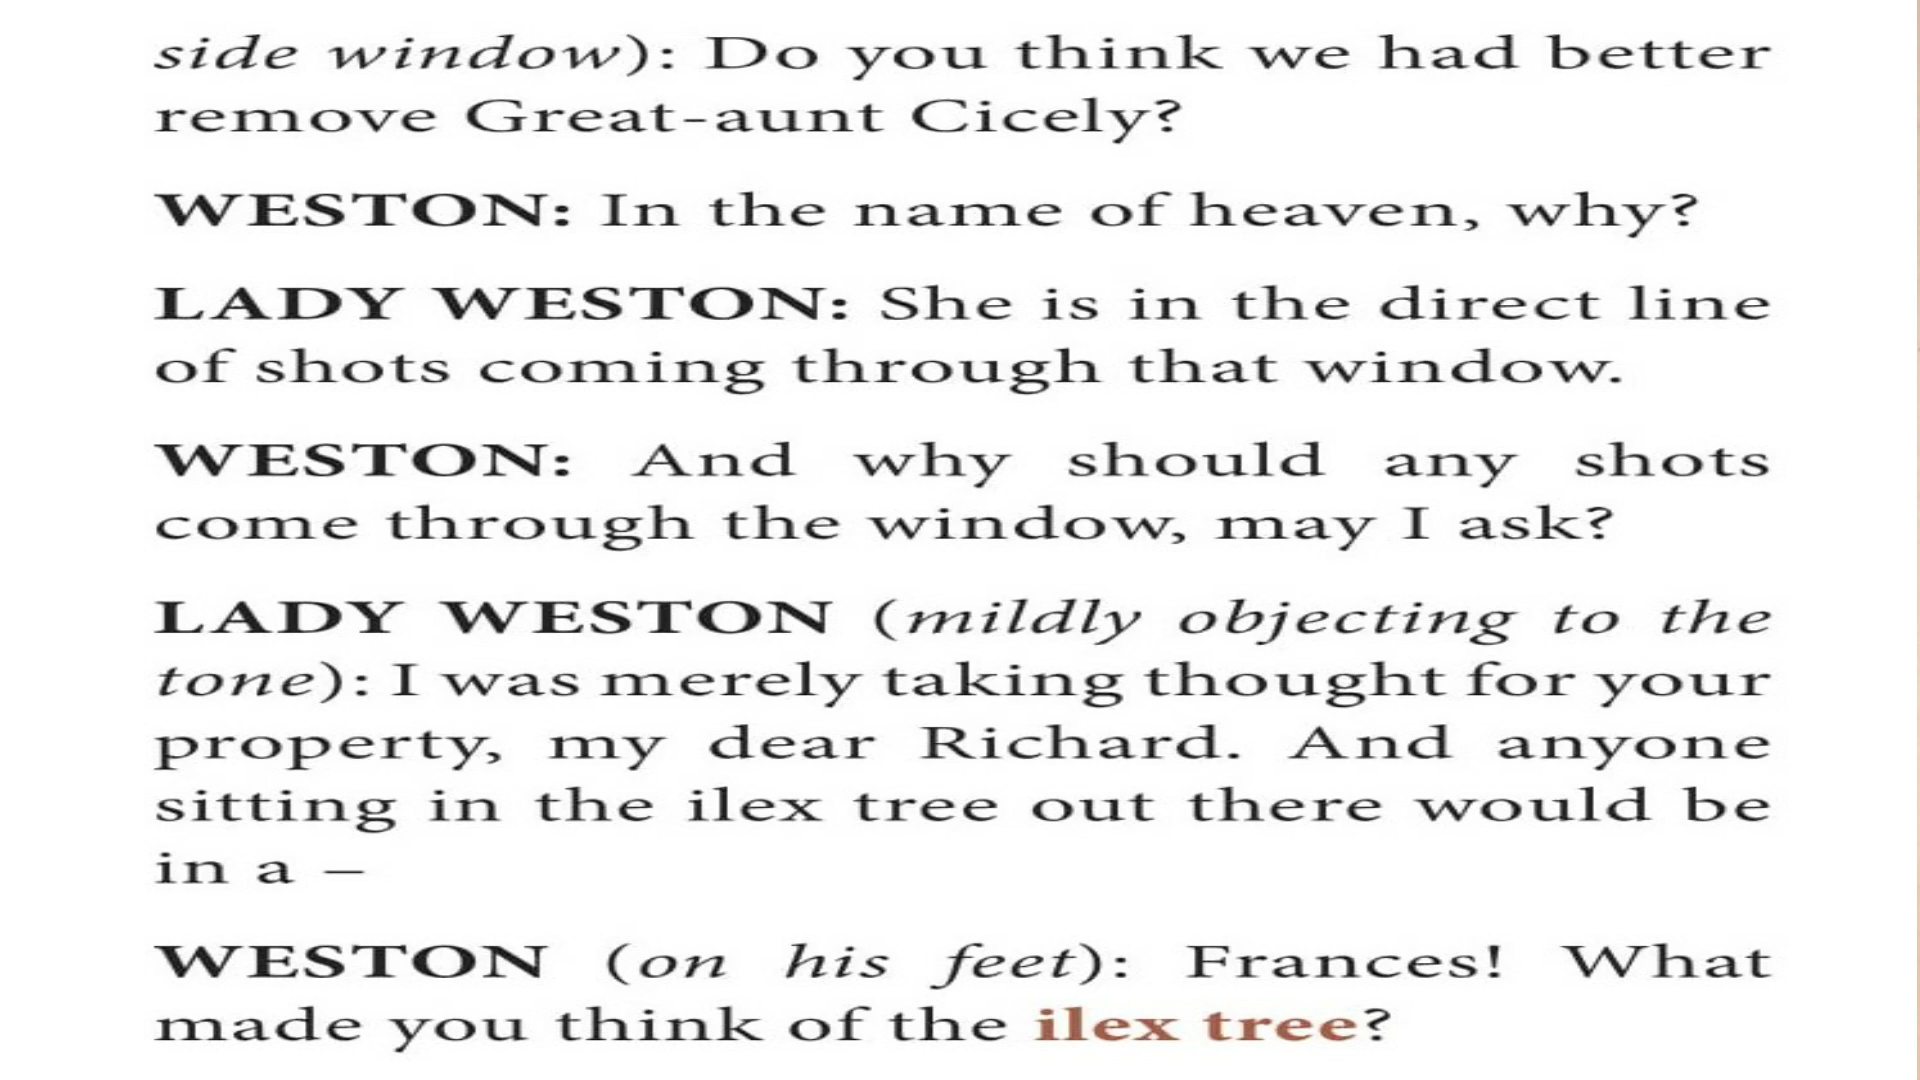 side window): Do you think we had better
remove Great-aunt Cicely?
WESTON: In the name of heaven, why?
LADY WESTON: She is in the direct line
of shots coming through that window.
WESTON: And why should any shots
come through the window, may I ask?
LADY WESTON (mildly objecting to the
tone): I was merely taking thought for your
property, my dear Richard. And anyone
sitting in the ilex tree out there would be
in a –
WESTON (on his feet): Frances! What
made you think of the ilex tree?